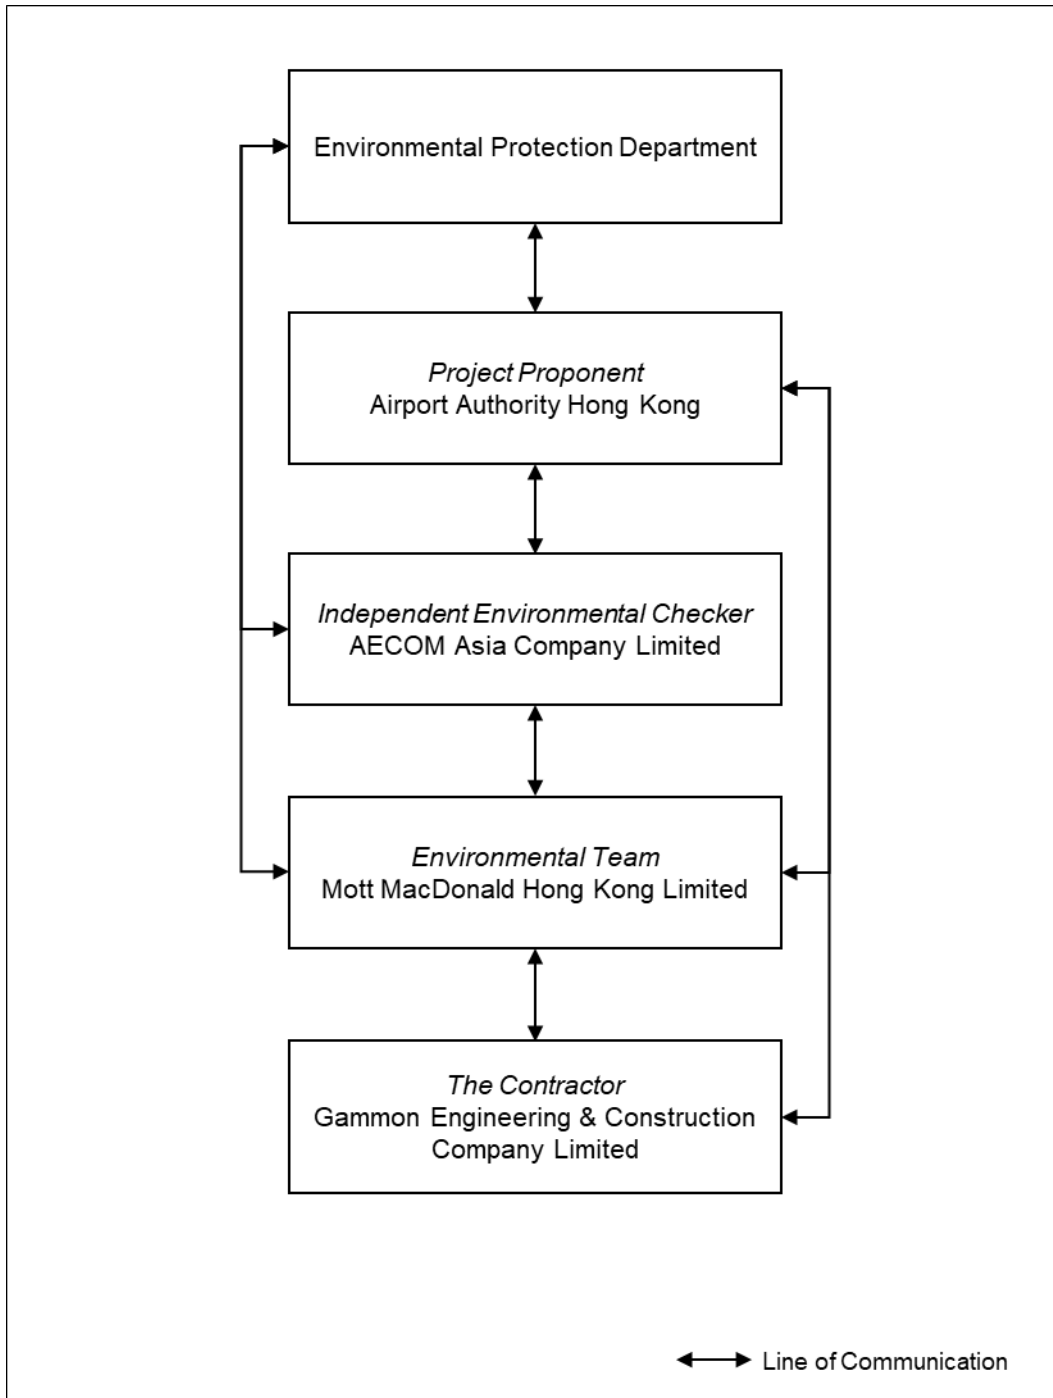 Environmental Protection Department
Project Proponent
Airport Authority Hong Kong
Independent Environmental Checker
AECOM Asia Company Limited
Environmental Team
Mott MacDonald Hong Kong Limited
The Contractor
Gammon Engineering & Construction
Company Limited
Line of Communication